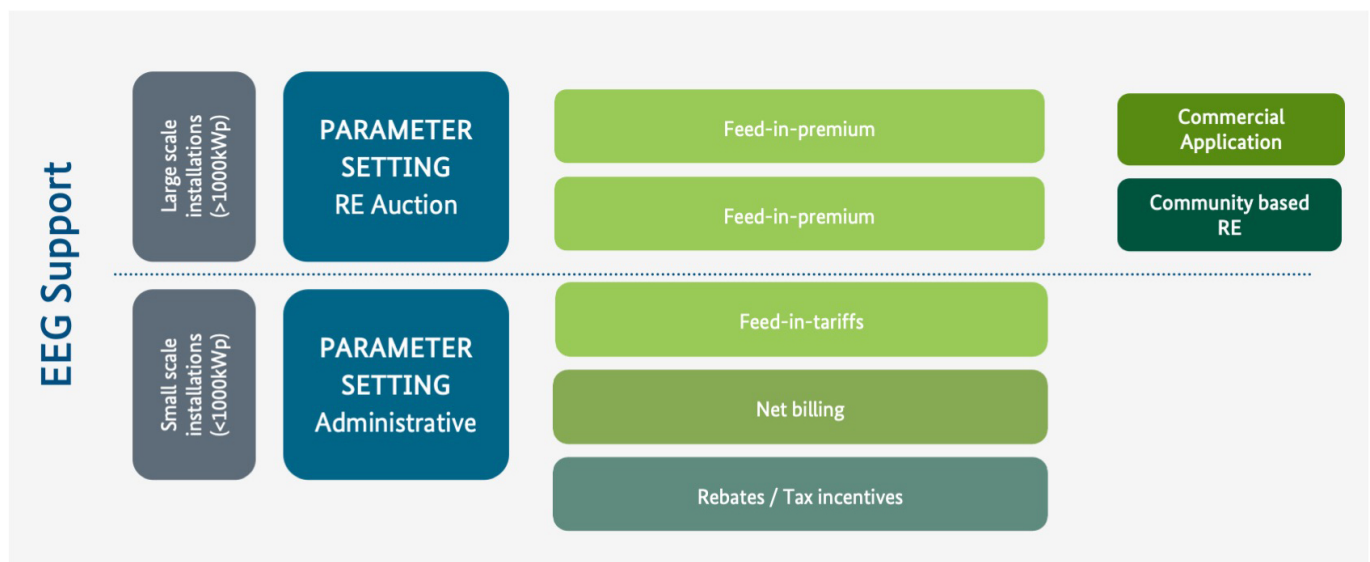 EEG Support
Large scale
installations
(>1000kWp)
PARAMETER
SETTING
RE Auction
Feed-in-premium
Feed-in-premium
Commercial
Application
Community based
RE
Small scale
installations
(<1000kWp)
PARAMETER
SETTING
Administrative
Feed-in-tariffs
Net billing
Rebates / Tax incentives